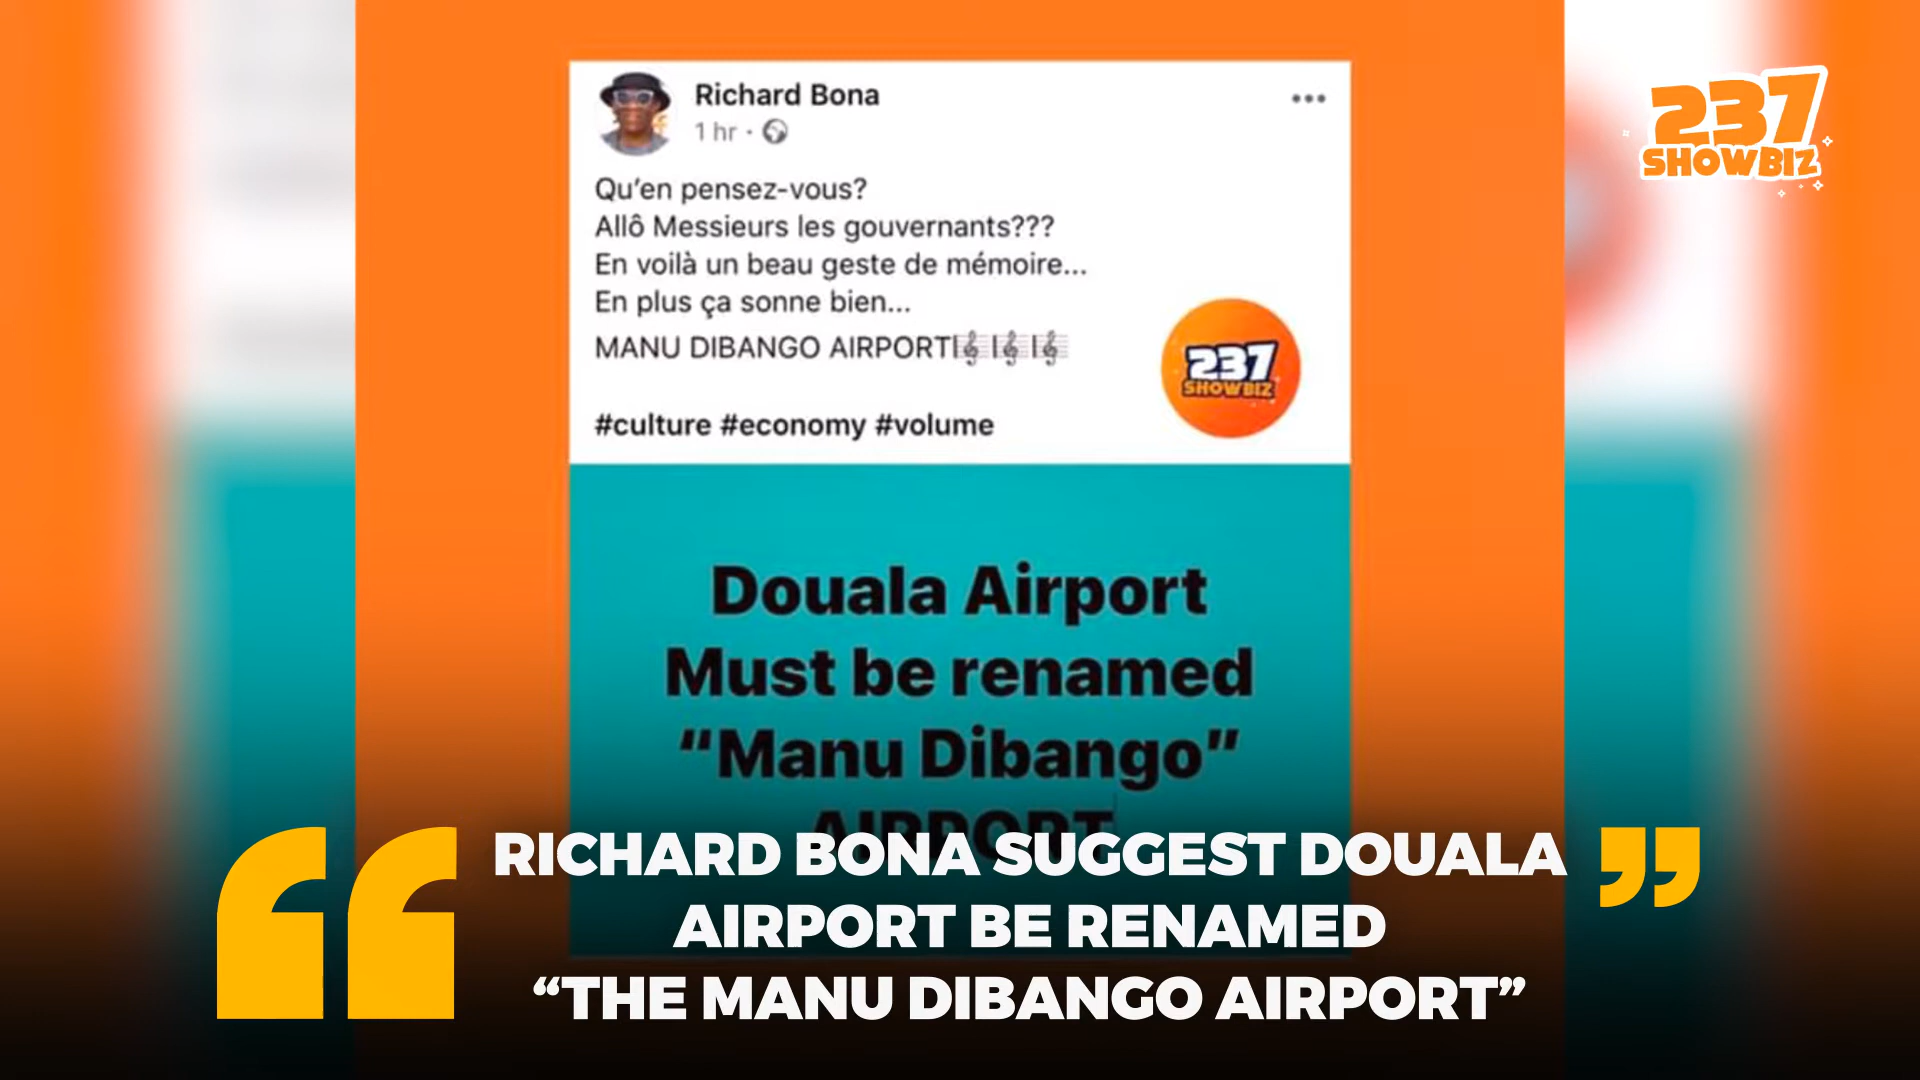 237
SHOWBIZ
Richard Bona
1 hr
Qu'en pensez-vous?
Allô Messieurs les gouvernants???
En voilà un beau geste de mémoire...
En plus ça sonne bien...
MANU DIBANGO AIRPORT🎼🎼🎼
#culture #economy #volume
237
SHOWBIZ
Douala Airport
Must be renamed
“Manu Dibango”
AIRPORT
“RICHARD BONA SUGGEST DOUALA
AIRPORT BE RENAMED
“THE MANU DIBANGO AIRPORT””